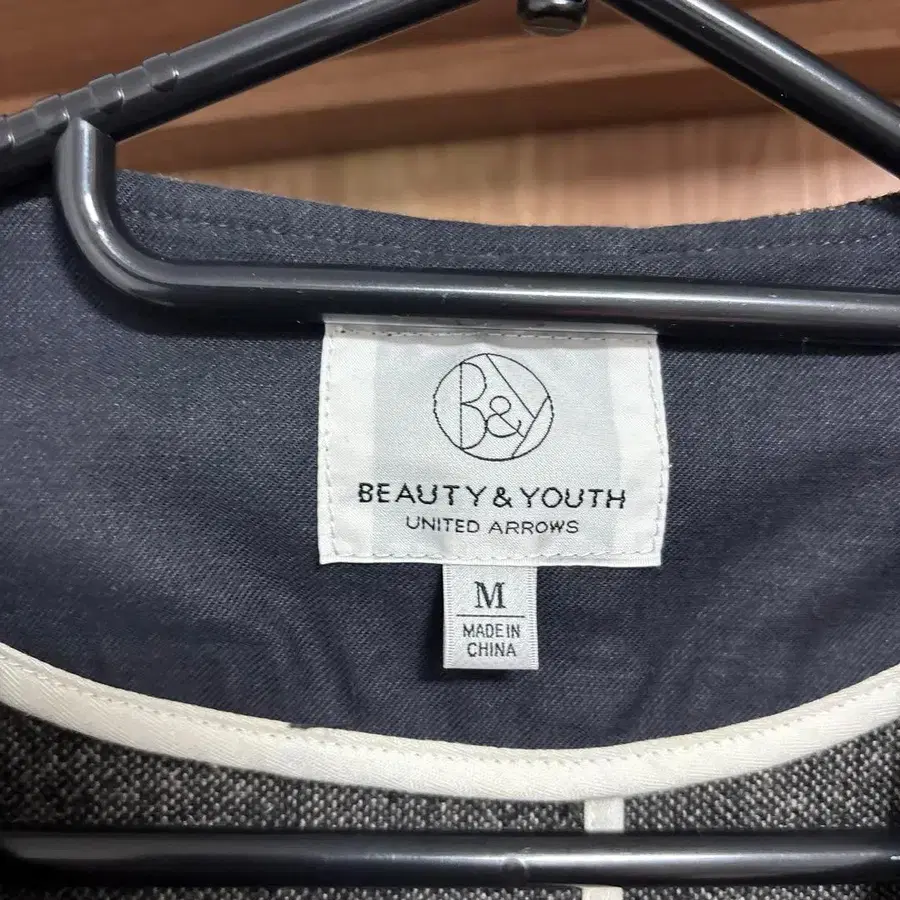 B&Y
BEAUTY & YOUTH
UNITED ARROWS
M
MADE IN
CHINA